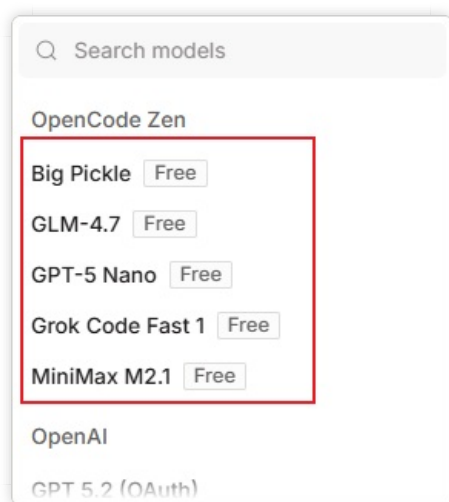 Search models
OpenCode Zen
Big Pickle Free
GLM-4.7 Free
GPT-5 Nano Free
Grok Code Fast 1 Free
MiniMax M2.1 Free
OpenAI
GPT 5.2 (OAuth)